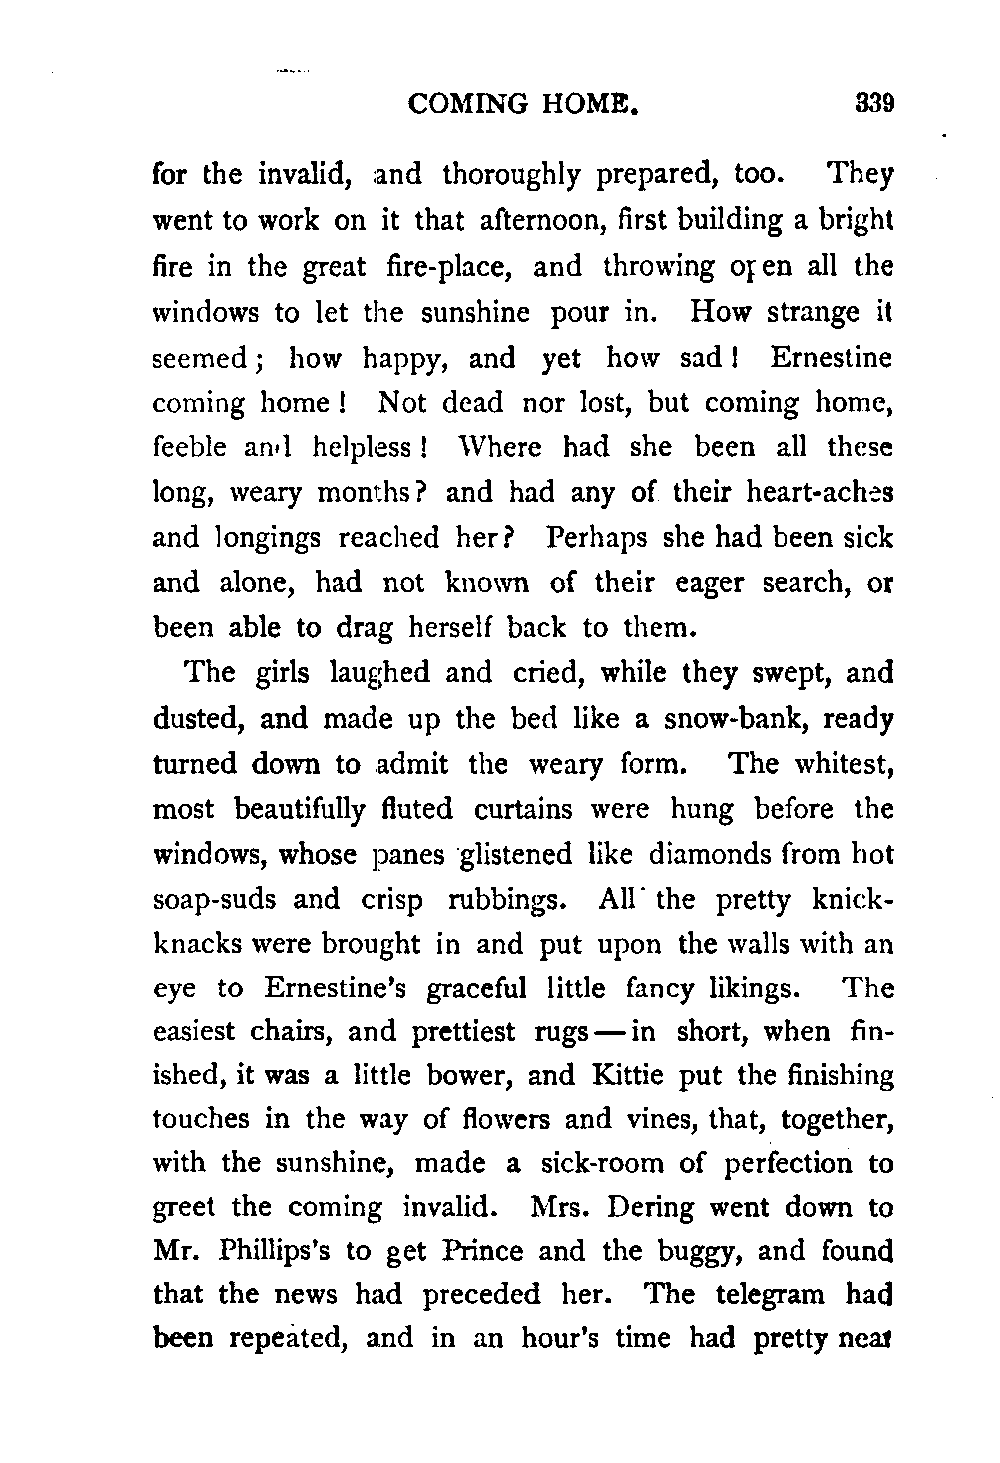 COMING HOME. 339
for the invalid, and thoroughly prepared, too. They
went to work on it that afternoon, first building a bright
fire in the great fire-place, and throwing open all the
windows to let the sunshine pour in. How strange it
seemed; how happy, and yet how sad! Ernestine
coming home! Not dead nor lost, but coming home,
feeble and helpless! Where had she been all these
long, weary months? and had any of their heart-aches
and longings reached her? Perhaps she had been sick
and alone, had not known of their eager search, or
been able to drag herself back to them.
The girls laughed and cried, while they swept, and
dusted, and made up the bed like a snow-bank, ready
turned down to admit the weary form. The whitest,
most beautifully fluted curtains were hung before the
windows, whose panes glistened like diamonds from hot
soap-suds and crisp rubbings. All the pretty knick-
knacks were brought in and put upon the walls with an
eye to Ernestine's graceful little fancy likings. The
easiest chairs, and prettiest rugs—in short, when fin-
ished, it was a little bower, and Kittie put the finishing
touches in the way of flowers and vines, that, together,
with the sunshine, made a sick-room of perfection to
greet the coming invalid. Mrs. Dering went down to
Mr. Phillips's to get Prince and the buggy, and found
that the news had preceded her. The telegram had
been repeated, and in an hour's time had pretty near